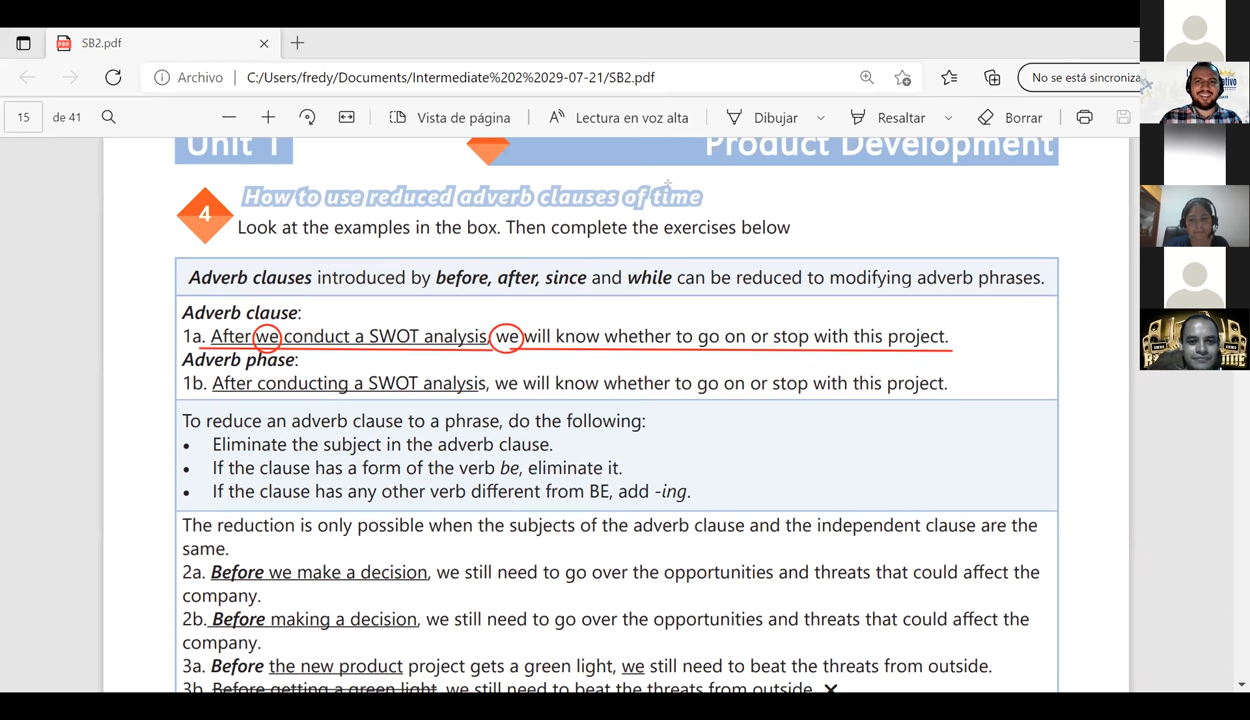 SB2.pdf
Archivo
C:/Users/fredy/Documents/Intermediate%202%2029-07-21/SB2.pdf
No se está sincroniza
15 de 41
Vista de página
Lectura en voz alta
Dibujar
Resaltar
Borrar
Unit 1
Product Development
4
How to use reduced adverb clauses of time
Look at the examples in the box. Then complete the exercises below
Adverb clauses introduced by before, after, since and while can be reduced to modifying adverb phrases.
Adverb clause:
1a. After we conduct a SWOT analysis, we will know whether to go on or stop with this project.
Adverb phase:
1b. After conducting a SWOT analysis, we will know whether to go on or stop with this project.
To reduce an adverb clause to a phrase, do the following:
• Eliminate the subject in the adverb clause.
• If the clause has a form of the verb be, eliminate it.
• If the clause has any other verb different from BE, add -ing.
The reduction is only possible when the subjects of the adverb clause and the independent clause are the
same.
2a. Before we make a decision, we still need to go over the opportunities and threats that could affect the
company.
2b. Before making a decision, we still need to go over the opportunities and threats that could affect the
company.
3a. Before the new product project gets a green light, we still need to beat the threats from outside.
3b. Before getting a green light, we still need to beat the threats from outside.